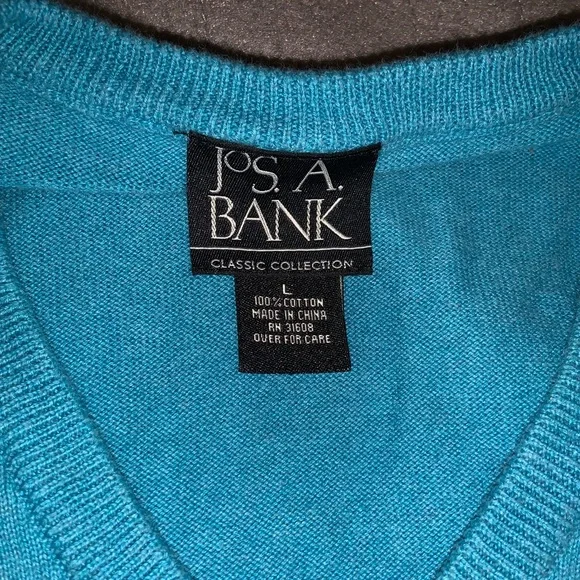 JOS. A.
BANK
CLASSIC COLLECTION
L
100% COTTON
MADE IN CHINA
RN 31608
OVER FOR CARE